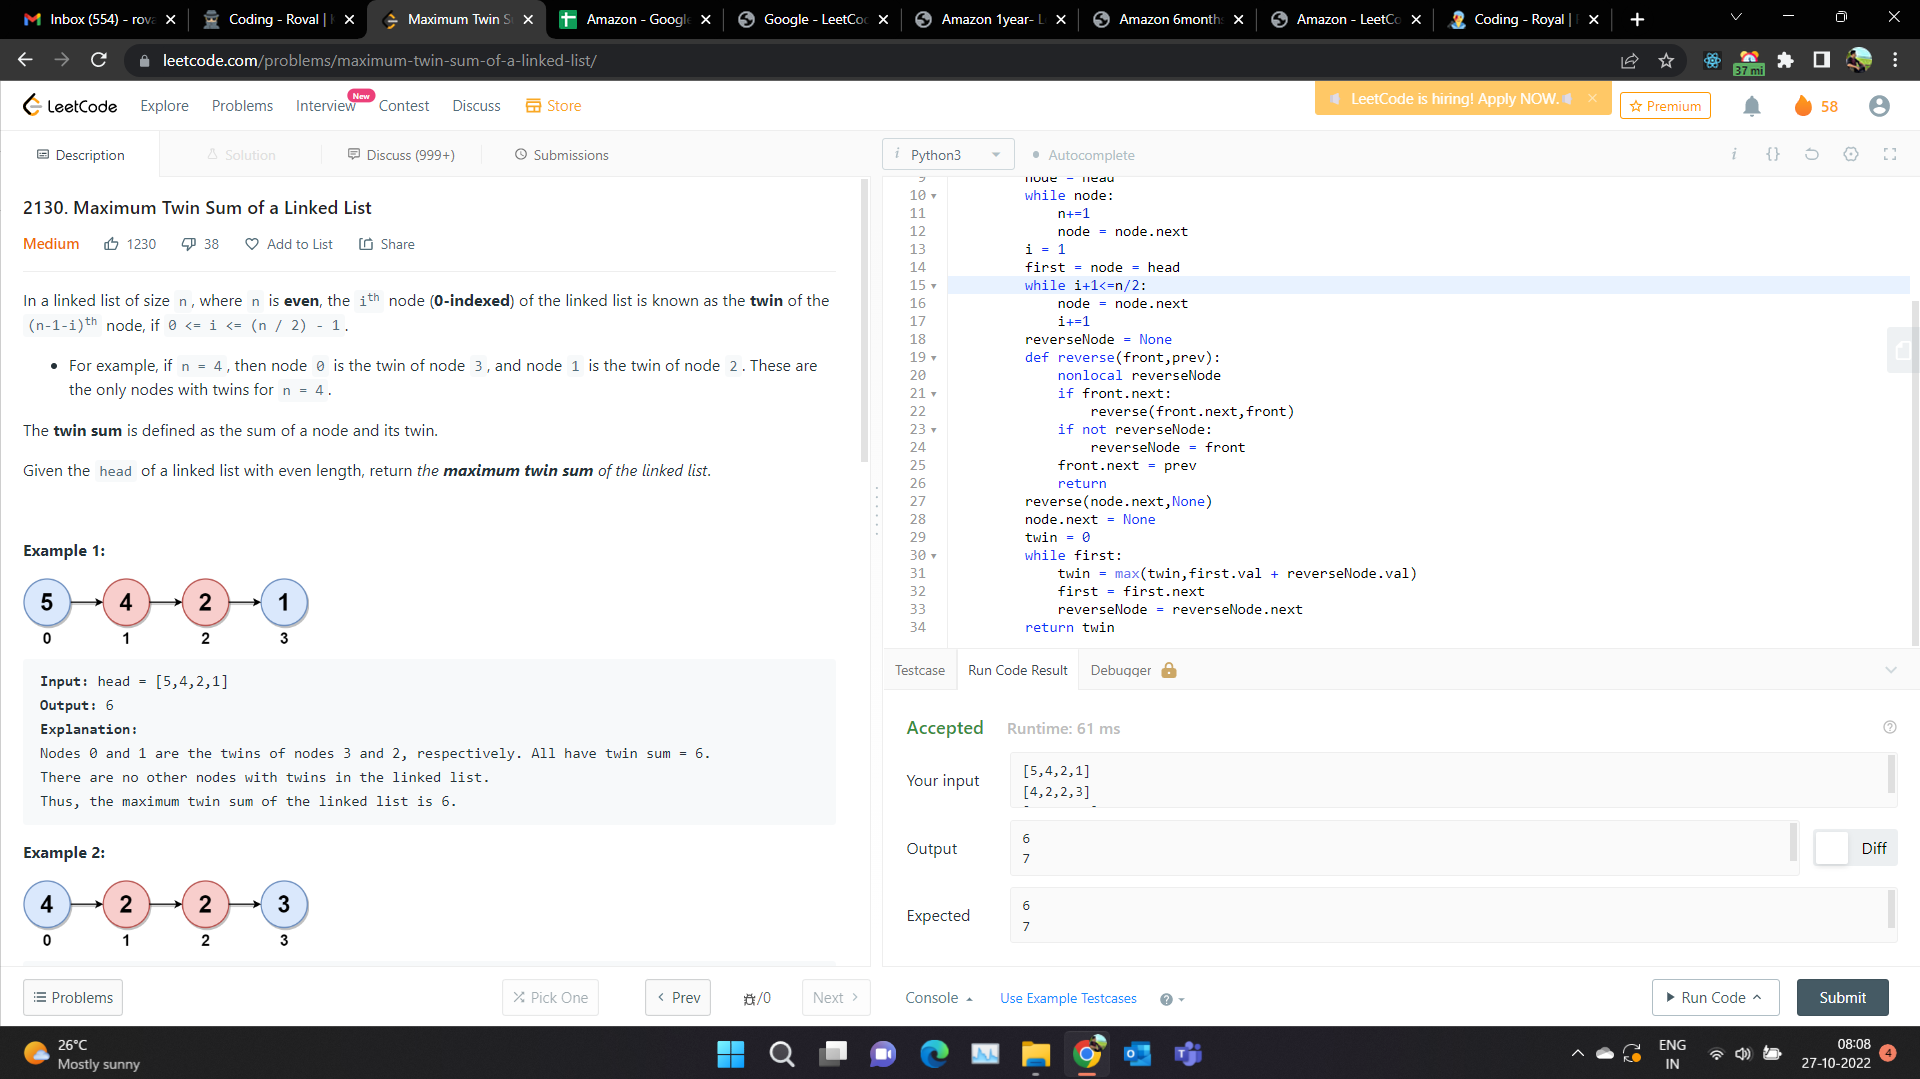 Inbox (554) - rova
Coding - Roval |
Maximum Twin S
Amazon - Google
Google - LeetCo
Amazon 1year- L
Amazon 6month
Amazon - LeetCo
Coding - Royal |
leetcode.com/problems/maximum-twin-sum-of-a-linked-list/
37 mi
LeetCode
Explore
Problems
Interview
New
Contest
Discuss
Store
LeetCode is hiring! Apply NOW.
Premium
58
Description
Solution
Discuss (999+)
Submissions
2130. Maximum Twin Sum of a Linked List
Medium
1230
38
Add to List
Share
In a linked list of size n, where n is even, the ith node (0-indexed) of the linked list is known as the twin of the
(n-1-i)th node, if 0 <= i <= (n / 2) - 1.
• For example, if n = 4, then node 0 is the twin of node 3, and node 1 is the twin of node 2. These are
the only nodes with twins for n = 4.
The twin sum is defined as the sum of a node and its twin.
Given the head of a linked list with even length, return the maximum twin sum of the linked list.
Example 1:
5 4 2 1
0 1 2 3
Input: head = [5,4,2,1]
Output: 6
Explanation:
Nodes 0 and 1 are the twins of nodes 3 and 2, respectively. All have twin sum = 6.
There are no other nodes with twins in the linked list.
Thus, the maximum twin sum of the linked list is 6.
Example 2:
4 2 2 3
0 1 2 3
Problems
Pick One
Prev
/0
Next
i Python3
Autocomplete
i
{}
9 node = head
10 while node:
11 n+=1
12 node = node.next
13 i = 1
14 first = node = head
15 while i+1<=n/2:
16 node = node.next
17 i+=1
18 reverseNode = None
19 def reverse(front,prev):
20 nonlocal reverseNode
21 if front.next:
22 reverse(front.next,front)
23 if not reverseNode:
24 reverseNode = front
25 front.next = prev
26 return
27 reverse(node.next,None)
28 node.next = None
29 twin = 0
30 while first:
31 twin = max(twin,first.val + reverseNode.val)
32 first = first.next
33 reverseNode = reverseNode.next
34 return twin
Testcase
Run Code Result
Debugger
Accepted
Runtime: 61 ms
Your input
[5,4,2,1]
[4,2,2,3]
Output
6
7
Diff
Expected
6
7
Console
Use Example Testcases
Run Code
Submit
26°C
Mostly sunny
ENG
IN
08:08
27-10-2022
4